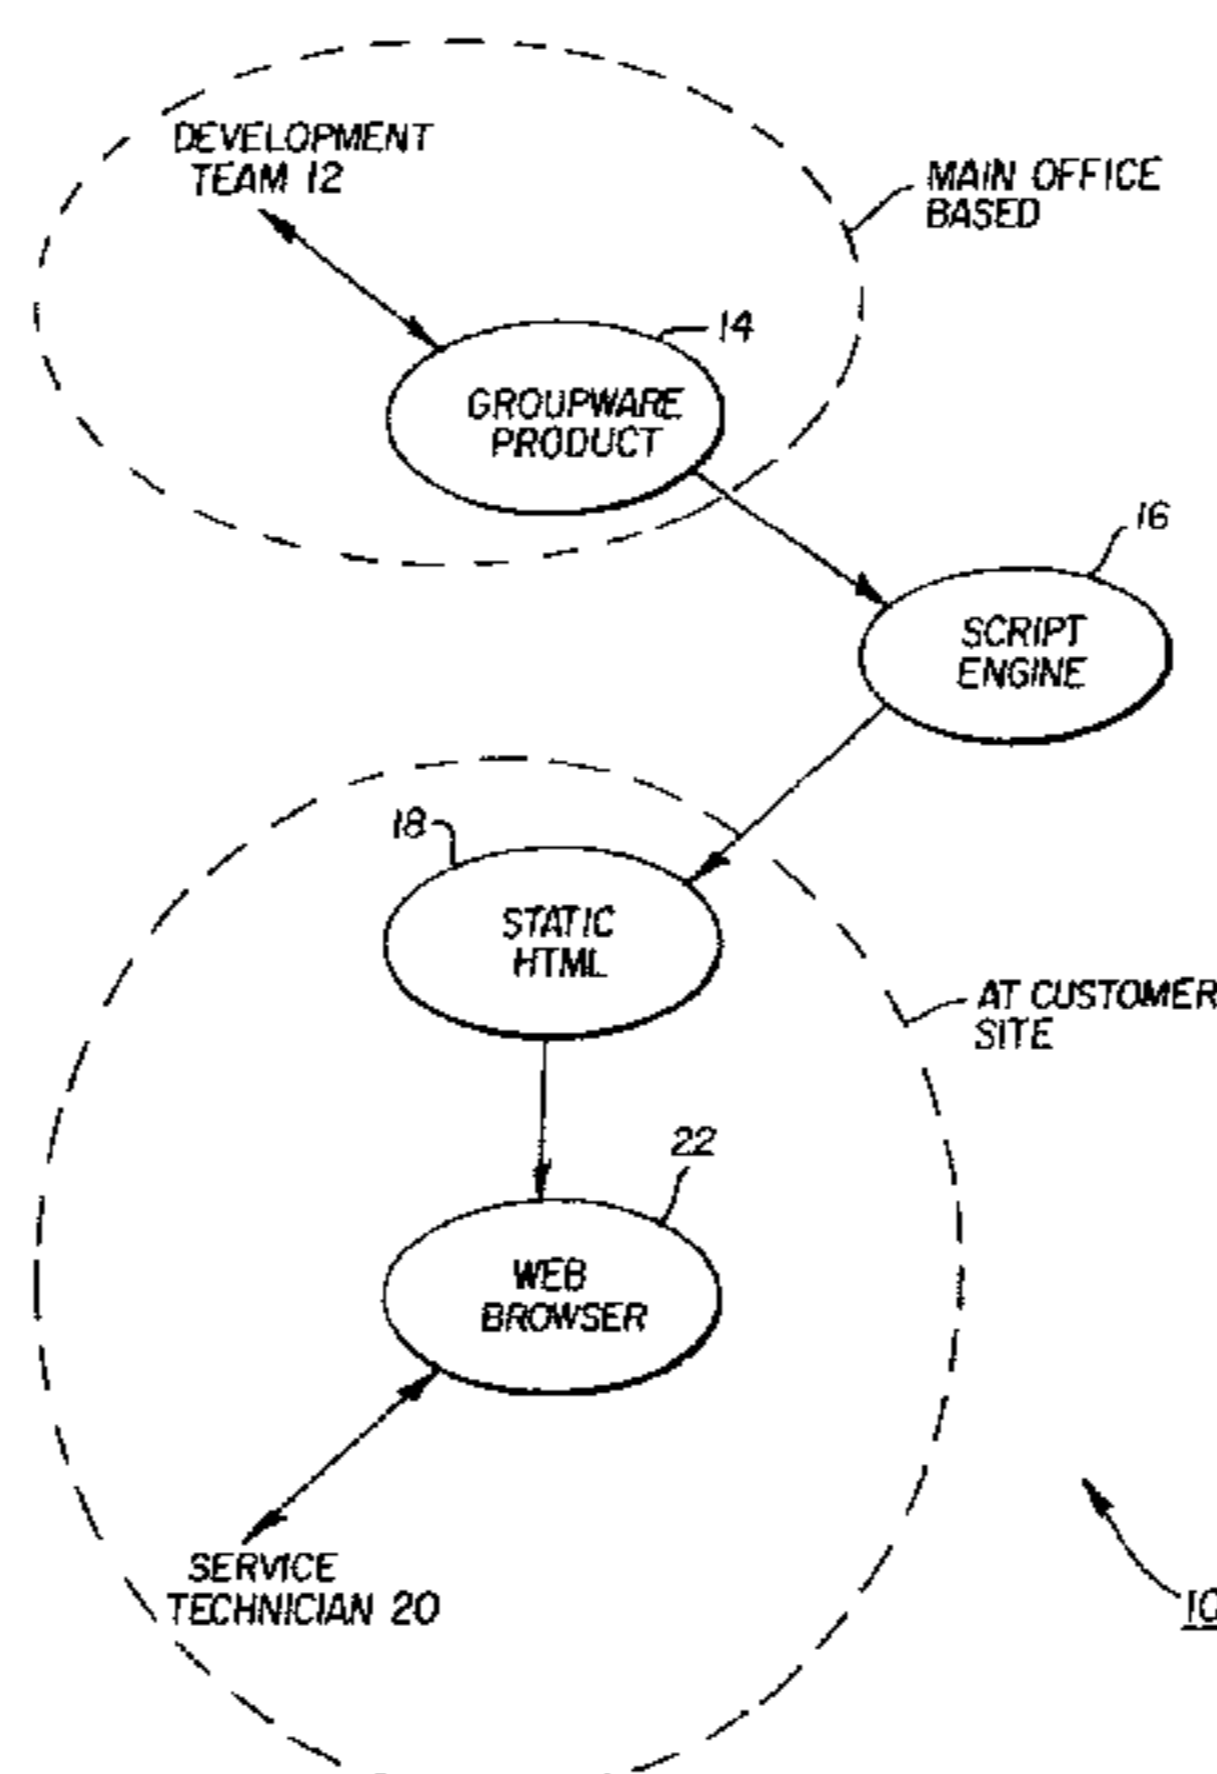 DEVELOPMENT
TEAM 12
MAIN OFFICE
BASED
14
GROUPWARE
PRODUCT
16
SCRIPT
ENGINE
18
STATIC
HTML
AT CUSTOMER
SITE
22
WEB
BROWSER
SERVICE
TECHNICIAN 20
10